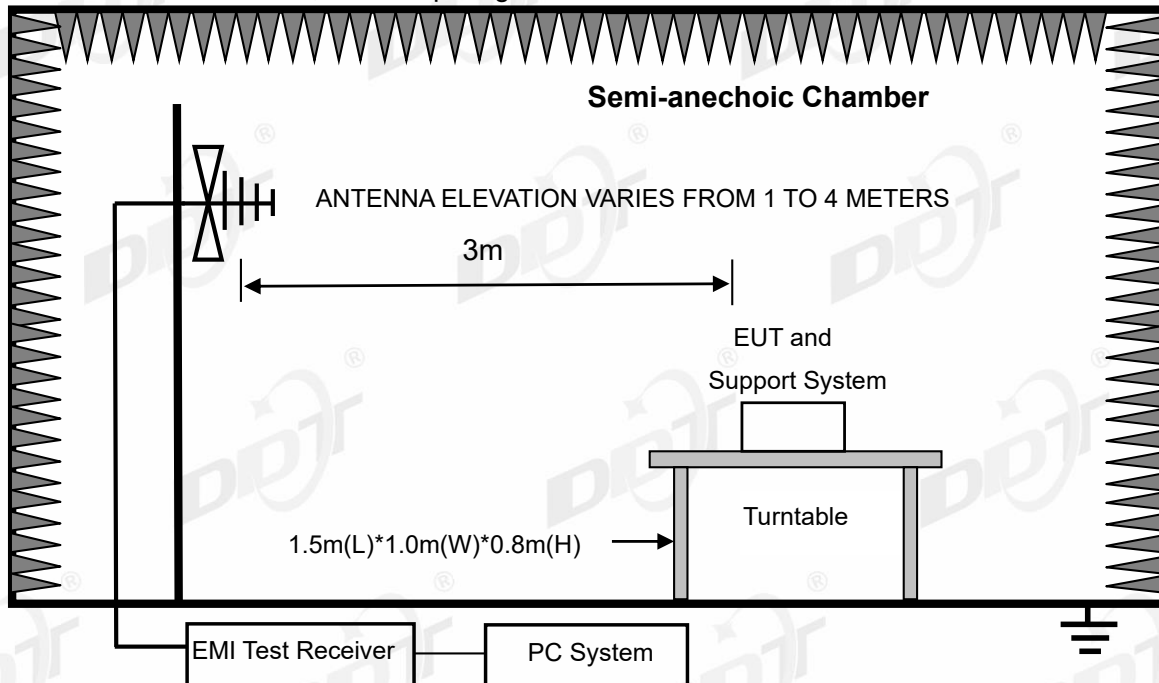 Semi-anechoic Chamber
ANTENNA ELEVATION VARIES FROM 1 TO 4 METERS
3m
EUT and
Support System
Turntable
1.5m(L)*1.0m(W)*0.8m(H)
EMI Test Receiver
PC System
DDT
®